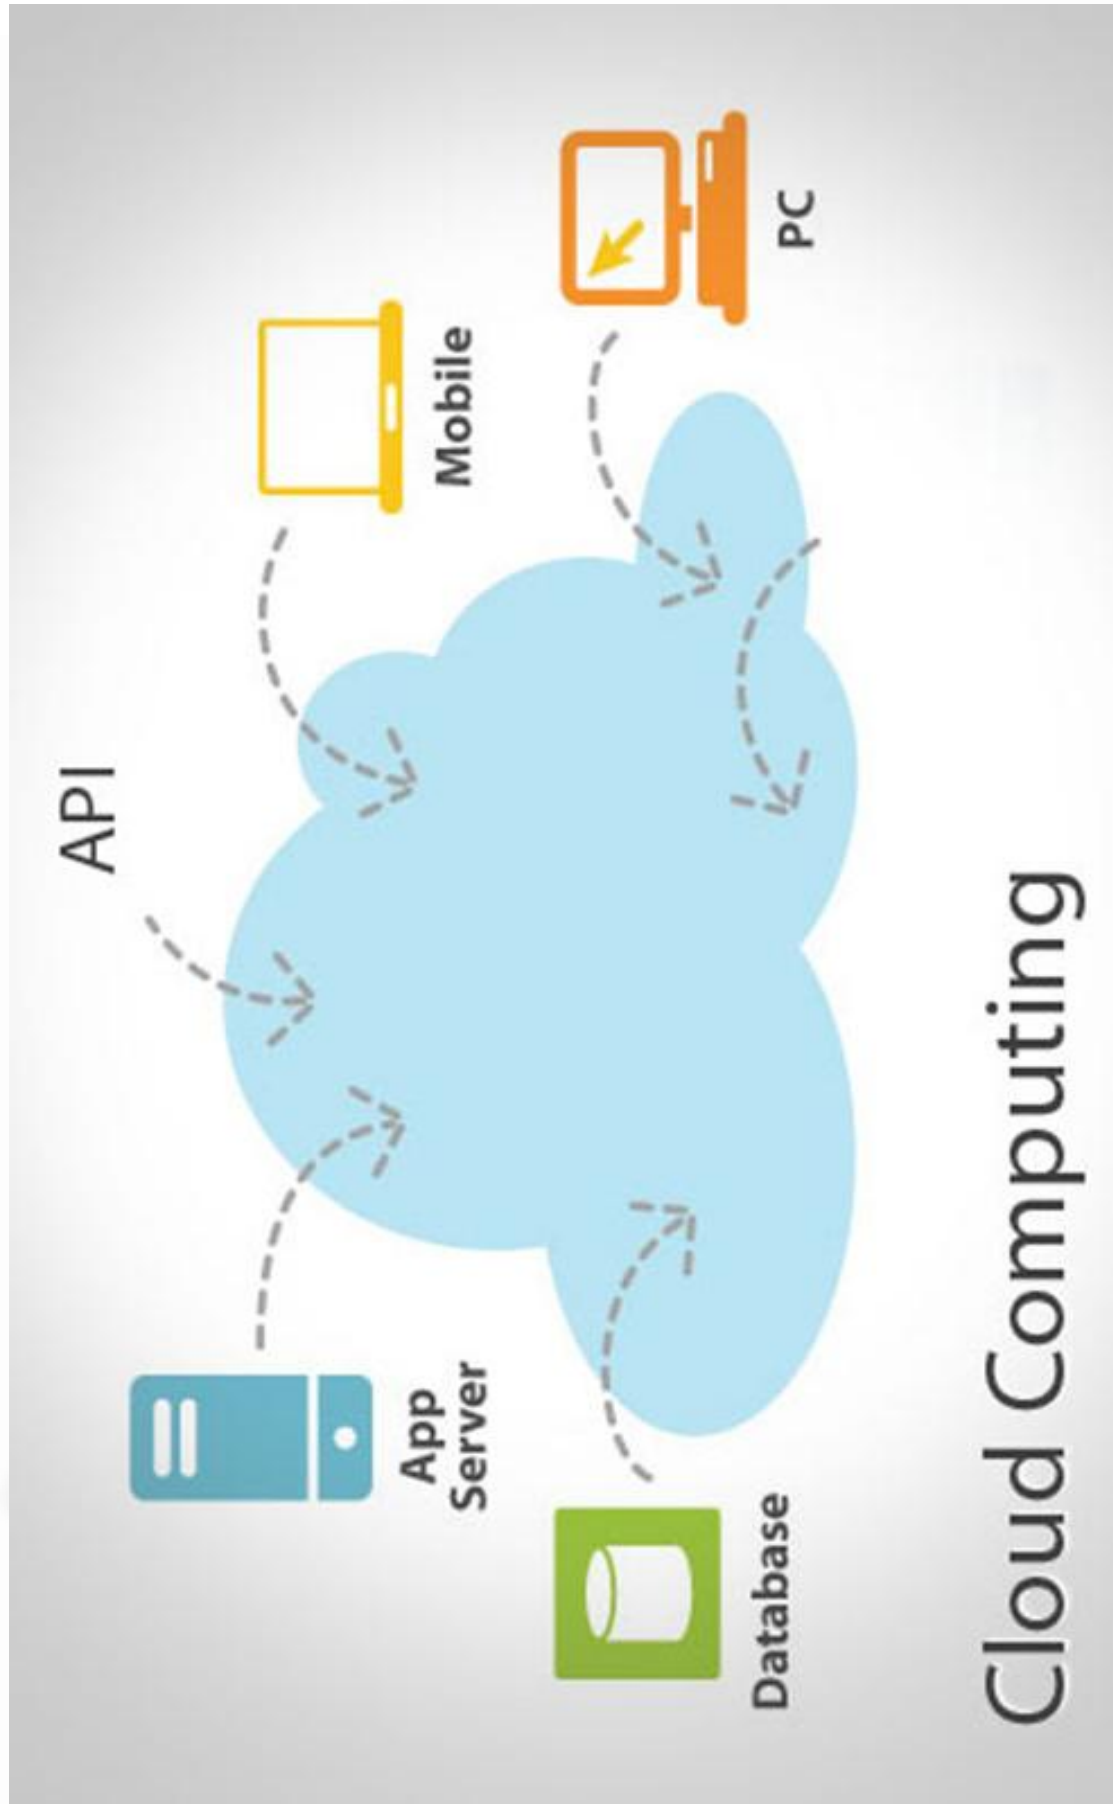 API
Mobile
App
Server
PC
Database
Cloud Computing